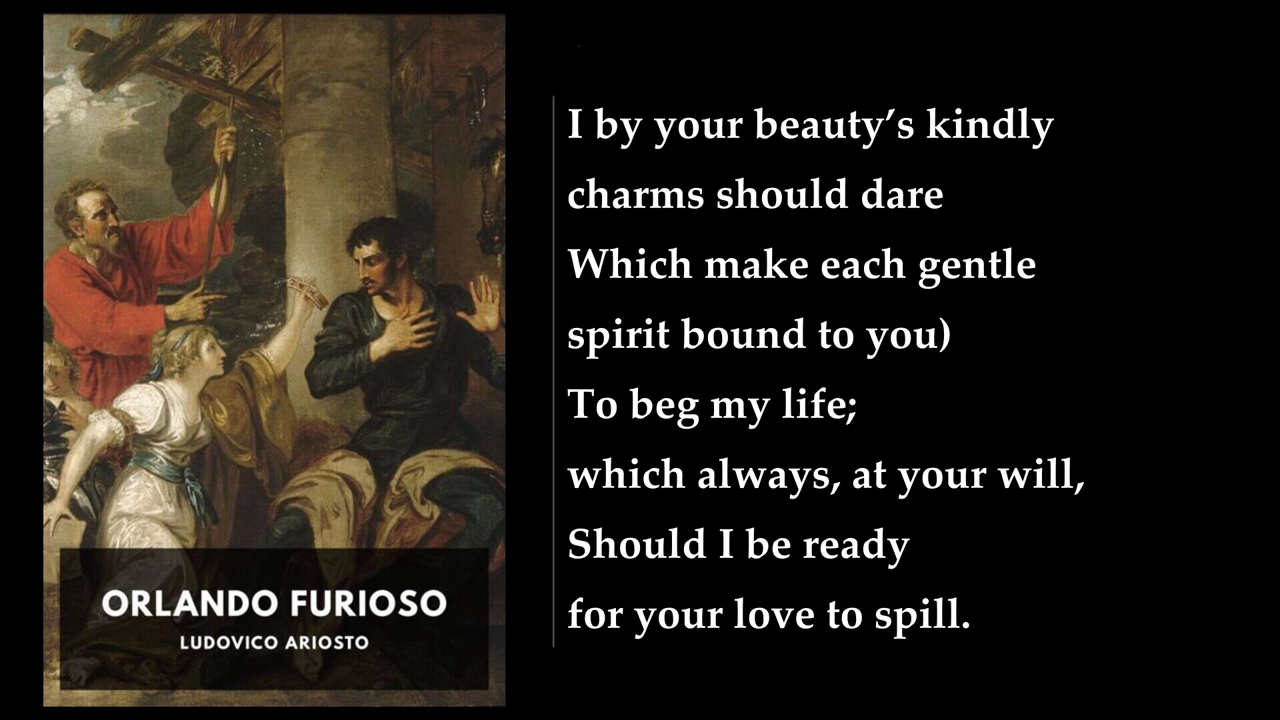 ORLANDO FURIOSO
LUDOVICO ARIOSTO
I by your beauty’s kindly
charms should dare
Which make each gentle
spirit bound to you)
To beg my life;
which always, at your will,
Should I be ready
for your love to spill.